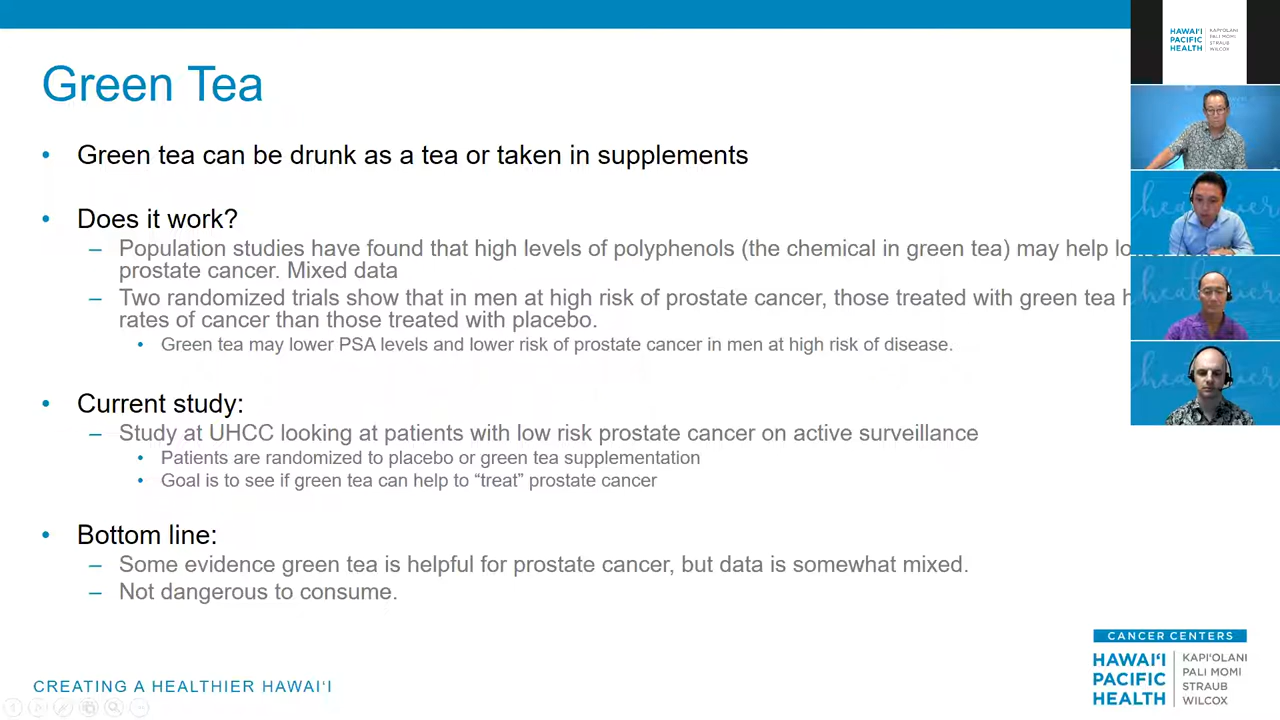 Green Tea
• Green tea can be drunk as a tea or taken in supplements
• Does it work?
– Population studies have found that high levels of polyphenols (the chemical in green tea) may help
prostate cancer. Mixed data
– Two randomized trials show that in men at high risk of prostate cancer, those treated with green tea
rates of cancer than those treated with placebo.
• Green tea may lower PSA levels and lower risk of prostate cancer in men at high risk of disease.
• Current study:
– Study at UHCC looking at patients with low risk prostate cancer on active surveillance
• Patients are randomized to placebo or green tea supplementation
• Goal is to see if green tea can help to “treat” prostate cancer
• Bottom line:
– Some evidence green tea is helpful for prostate cancer, but data is somewhat mixed.
– Not dangerous to consume.
CREATING A HEALTHIER HAWAI‘I
CANCER CENTERS
HAWAI‘I
PACIFIC
HEALTH
KAPI‘OLANI
PALI MOMI
STRAUB
WILCOX
HAWAI‘I
PACIFIC
HEALTH
KAPI‘OLANI
PALI MOMI
STRAUB
WILCOX